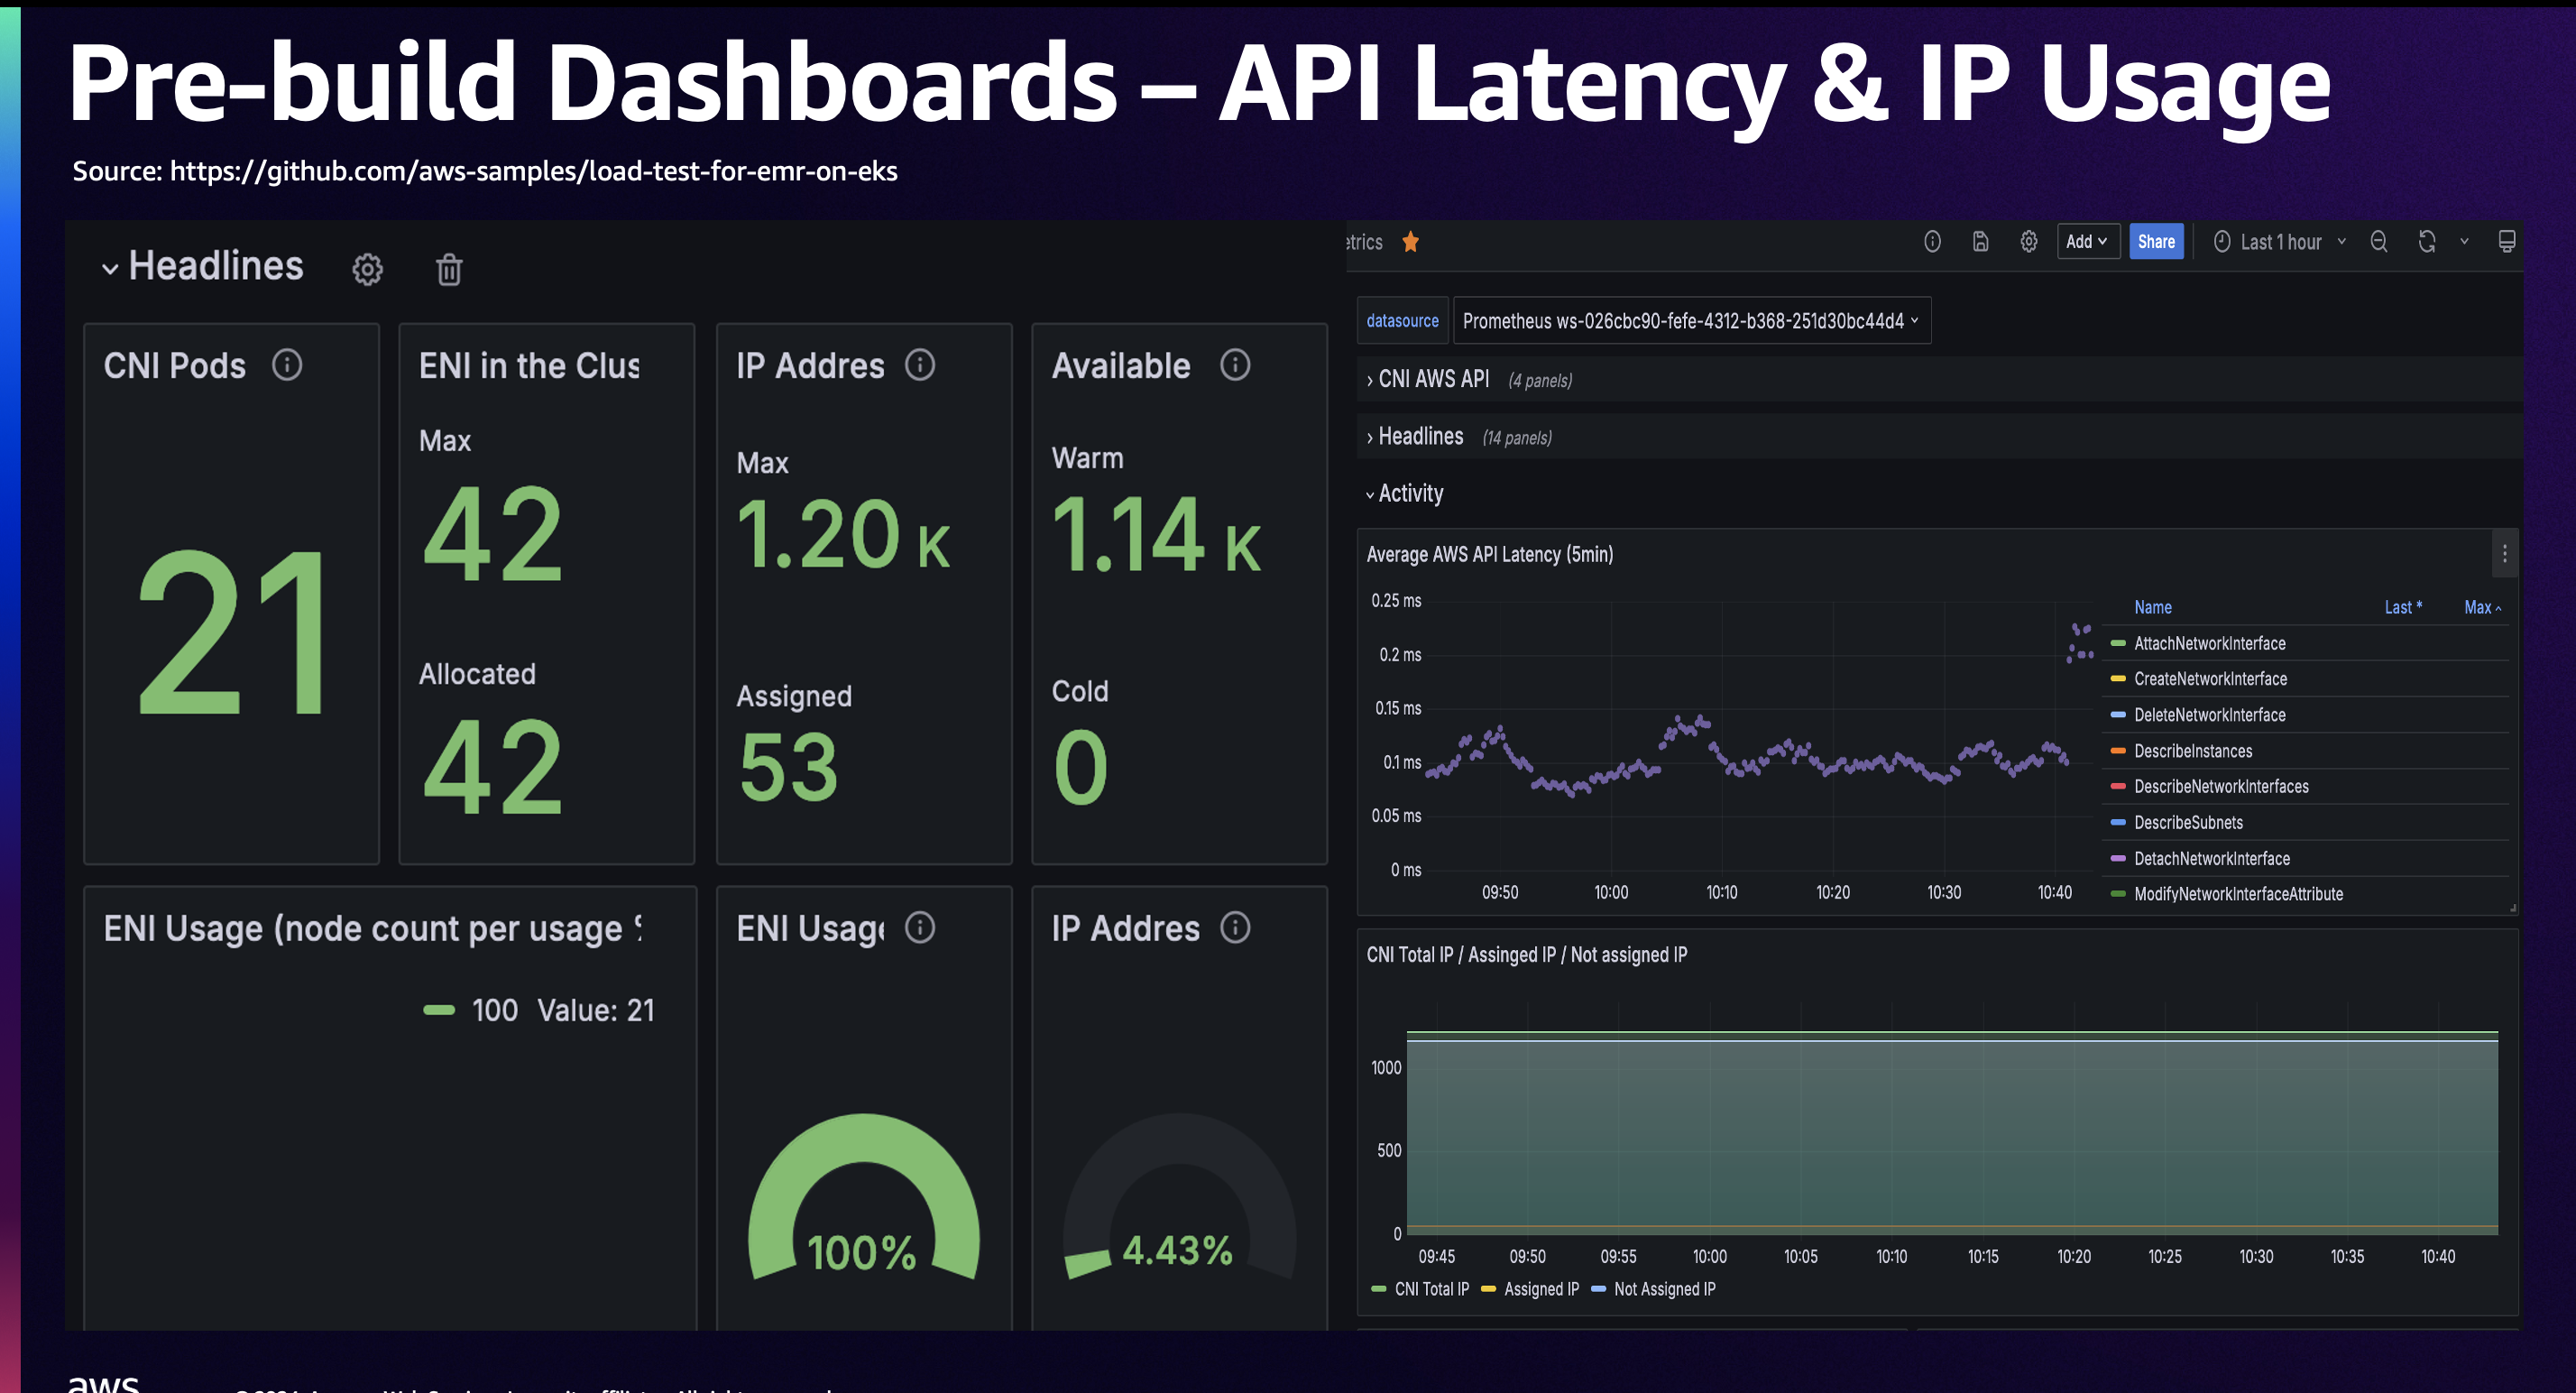 Pre-build Dashboards – API Latency & IP Usage
Source: https://github.com/aws-samples/load-test-for-emr-on-eks
Headlines
CNI Pods
21
ENI in the Clus
Max
42
Allocated
42
IP Addres
Max
1.20 K
Assigned
53
Available
Warm
1.14 K
Cold
0
ENI Usage (node count per usage
100 Value: 21
ENI Usage
100%
IP Addres
4.43%
etrics
Add
Share
Last 1 hour
datasource
Prometheus ws-026cbc90-fefe-4312-b368-251d30bc44d4
CNI AWS API (4 panels)
Headlines (14 panels)
Activity
Average AWS API Latency (5min)
0.25 ms
0.2 ms
0.15 ms
0.1 ms
0.05 ms
0 ms
09:50 10:00 10:10 10:20 10:30 10:40
Name Last * Max
AttachNetworkInterface
CreateNetworkInterface
DeleteNetworkInterface
DescribeInstances
DescribeNetworkInterfaces
DescribeSubnets
DetachNetworkInterface
ModifyNetworkInterfaceAttribute
CNI Total IP / Assinged IP / Not assigned IP
1000
500
0
09:45 09:50 09:55 10:00 10:05 10:10 10:15 10:20 10:25 10:30 10:35 10:40
CNI Total IP Assigned IP Not Assigned IP
aws